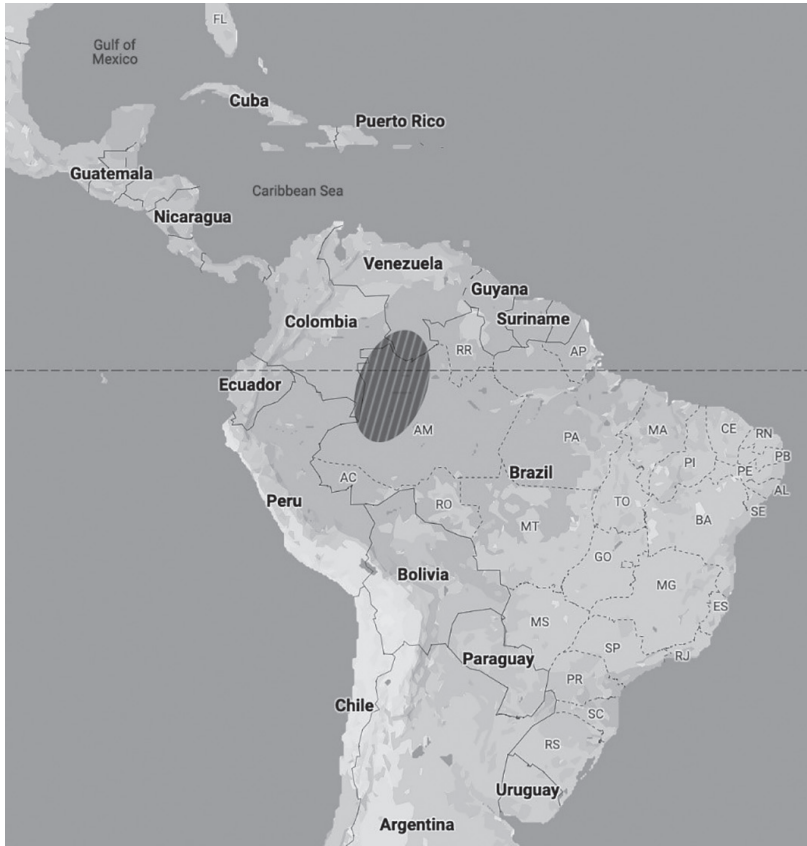 FL
Gulf of
Mexico
Cuba
Puerto Rico
Guatemala
Caribbean Sea
Nicaragua
Venezuela
Guyana
Colombia
Suriname
RR
AP
Ecuador
AM
PA
MA
CE
RN
PB
PI
PE
AL
SE
Brazil
AC
RO
TO
BA
Peru
MT
GO
Bolivia
MG
ES
MS
SP
RJ
Paraguay
PR
Chile
SC
RS
Uruguay
Argentina